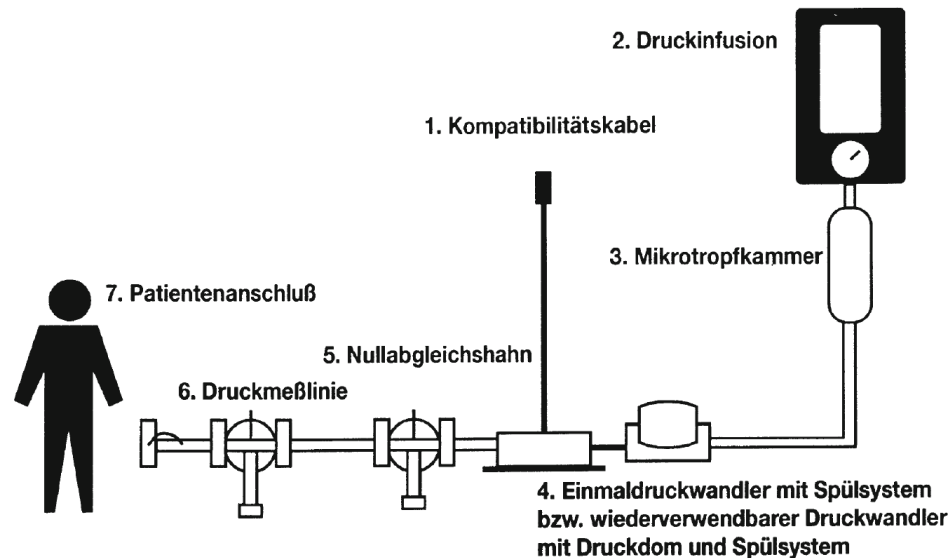 2. Druckinfusion
1. Kompatibilitätskabel
3. Mikrotropfkammer
7. Patientenanschluß
5. Nullabgleichshahn
6. Druckmeßlinie
4. Einmaldruckwandler mit Spülsystem
bzw. wiederverwendbarer Druckwandler
mit Druckdom und Spülsystem